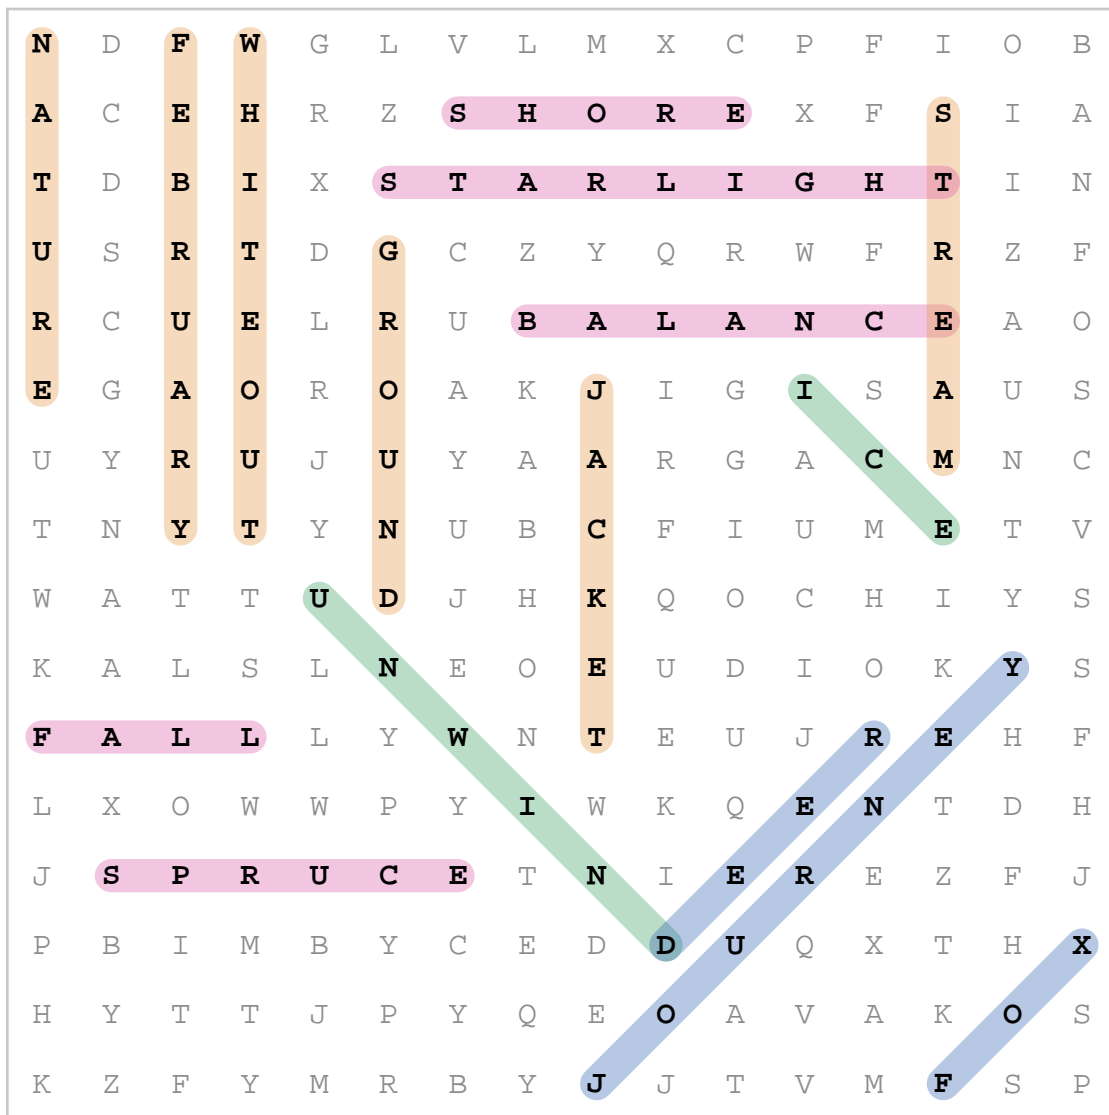 N D F W G L V L M X C P F I O B
A C E H R Z S H O R E X F S I A
T D B I X S T A R L I G H T I N
U S R T D G C Z Y Q R W F R Z F
R C U E L R U B A L A N C E A O
E G A O R O A K J I G I S A U S
U Y R U J U Y A A R G A C M N C
T N Y T Y N U B C F I U M E T V
W A T T U D J H K Q O C H I Y S
K A L S L N E O E U D I O K Y S
F A L L L Y W N T E U J R E H F
L X O W W P Y I W K Q E N T D H
J S P R U C E T N I E R E Z F J
P B I M B Y C E D D U Q X T H X
H Y T T J P Y Q E O A V A K O S
K Z F Y M R B Y J J T V M F S P